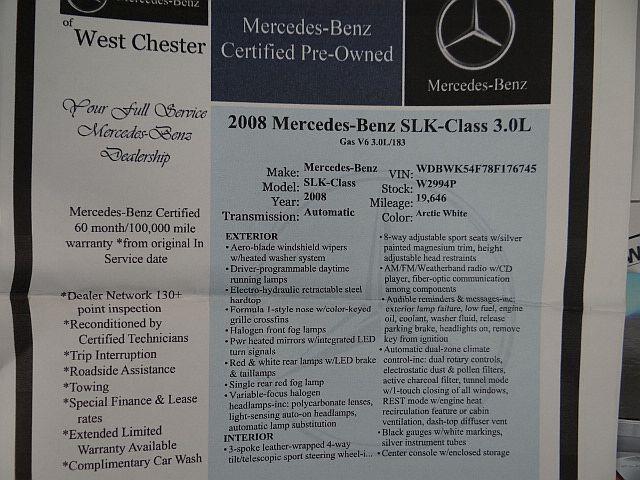 Mercedes-Benz
of
West Chester
Your Full Service
Mercedes-Benz
Dealership
Mercedes-Benz Certified
60 month/100,000 mile
warranty *from original In
Service date
*Dealer Network 130+
point inspection
*Reconditioned by
Certified Technicians
*Trip Interruption
*Roadside Assistance
*Towing
*Special Finance & Lease
rates
*Extended Limited
Warranty Available
*Complimentary Car Wash
Mercedes-Benz
Certified Pre-Owned
Mercedes-Benz
2008 Mercedes-Benz SLK-Class 3.0L
Gas V6 3.0L/183
Make: Mercedes-Benz
Model: SLK-Class
Year: 2008
Transmission: Automatic
VIN: WDBWK54F78F176745
Stock: W2994P
Mileage: 19,646
Color: Arctic White
EXTERIOR
• Aero-blade windshield wipers
w/heated washer system
• Driver-programmable daytime
running lamps
• Electro-hydraulic retractable steel
hardtop
• Formula 1-style nose w/color-keyed
grille crossfins
• Halogen front fog lamps
• Pwr heated mirrors w/integrated LED
turn signals
• Red & white rear lamps w/LED brake
& taillamps
• Single rear red fog lamp
• Variable-focus halogen
headlamps-inc: polycarbonate lenses,
light-sensing auto-on headlamps,
automatic lamp substitution
INTERIOR
• 3-spoke leather-wrapped 4-way
tilt/telescopic sport steering wheel-i...
• 8-way adjustable sport seats w/silver
painted magnesium trim, height
adjustable head restraints
• AM/FM/Weatherband radio w/CD
player, fiber-optic communication
among components
• Audible reminders & messages-inc:
exterior lamp failure, low fuel, engine
oil, coolant, washer fluid, release
parking brake, headlights on, remove
key from ignition
• Automatic dual-zone climate
control-inc: dual rotary controls,
electrostatic dust & pollen filters,
active charcoal filter, tunnel mode
w/1-touch closing of all windows,
REST mode w/engine heat
recirculation feature or cabin
ventilation, dash-top diffuser vent
• Black gauges w/white markings,
silver instrument tubes
• Center console w/enclosed storage